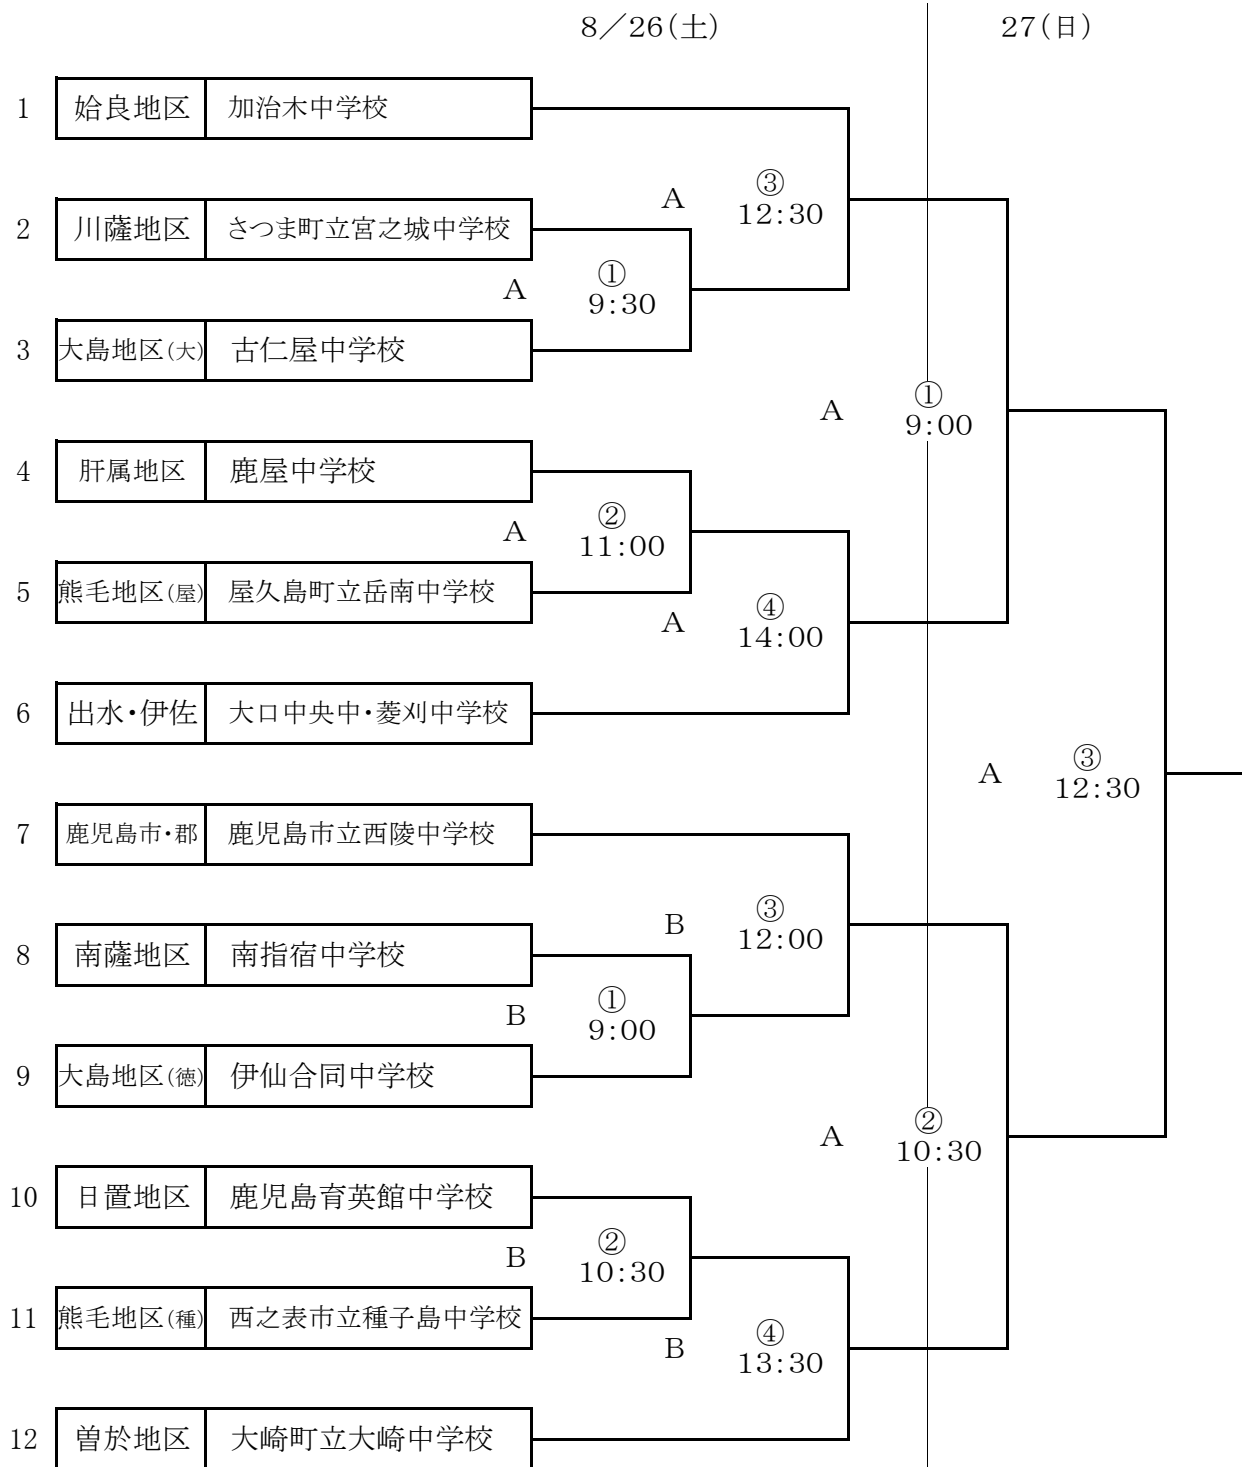 8／26(土)
27(日)
1 姶良地区 加治木中学校
③
A
12:30
2 川薩地区 さつま町立宮之城中学校
①
A
9:30
3 大島地区(大) 古仁屋中学校
①
A
9:00
4 肝属地区 鹿屋中学校
②
A
11:00
5 熊毛地区(屋) 屋久島町立岳南中学校
④
A
14:00
6 出水・伊佐 大口中央中・菱刈中学校
③
A
12:30
7 鹿児島市・郡 鹿児島市立西陵中学校
③
B
12:00
8 南薩地区 南指宿中学校
①
B
9:00
9 大島地区(徳) 伊仙合同中学校
②
A
10:30
10 日置地区 鹿児島育英館中学校
②
B
10:30
11 熊毛地区(種) 西之表市立種子島中学校
④
B
13:30
12 曽於地区 大崎町立大崎中学校